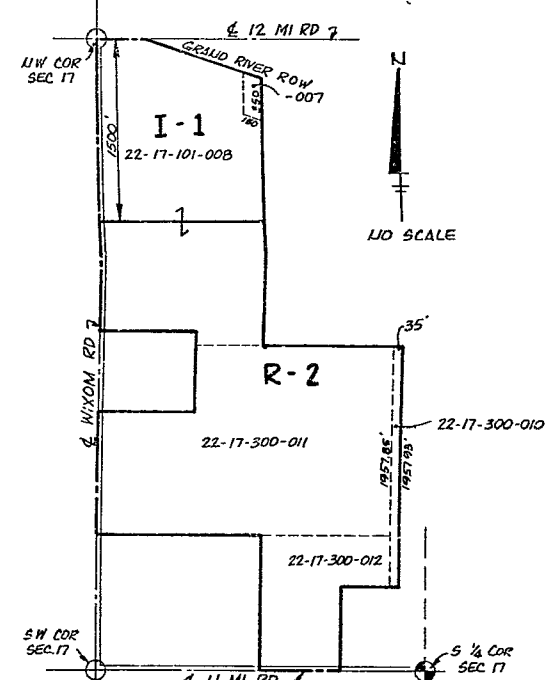 ℄ 12 MI RD
NW COR
SEC 17
GRAND RIVER ROW
-007
I-1
22-17-101-008
1500'
N
NO SCALE
35'
R-2
℄ WIXOM RD
22-17-300-010
22-17-300-011
1957.85'
1957.93'
22-17-300-012
SW COR
SEC.17
S ¼ COR
SEC 17
℄ 11 MI RD